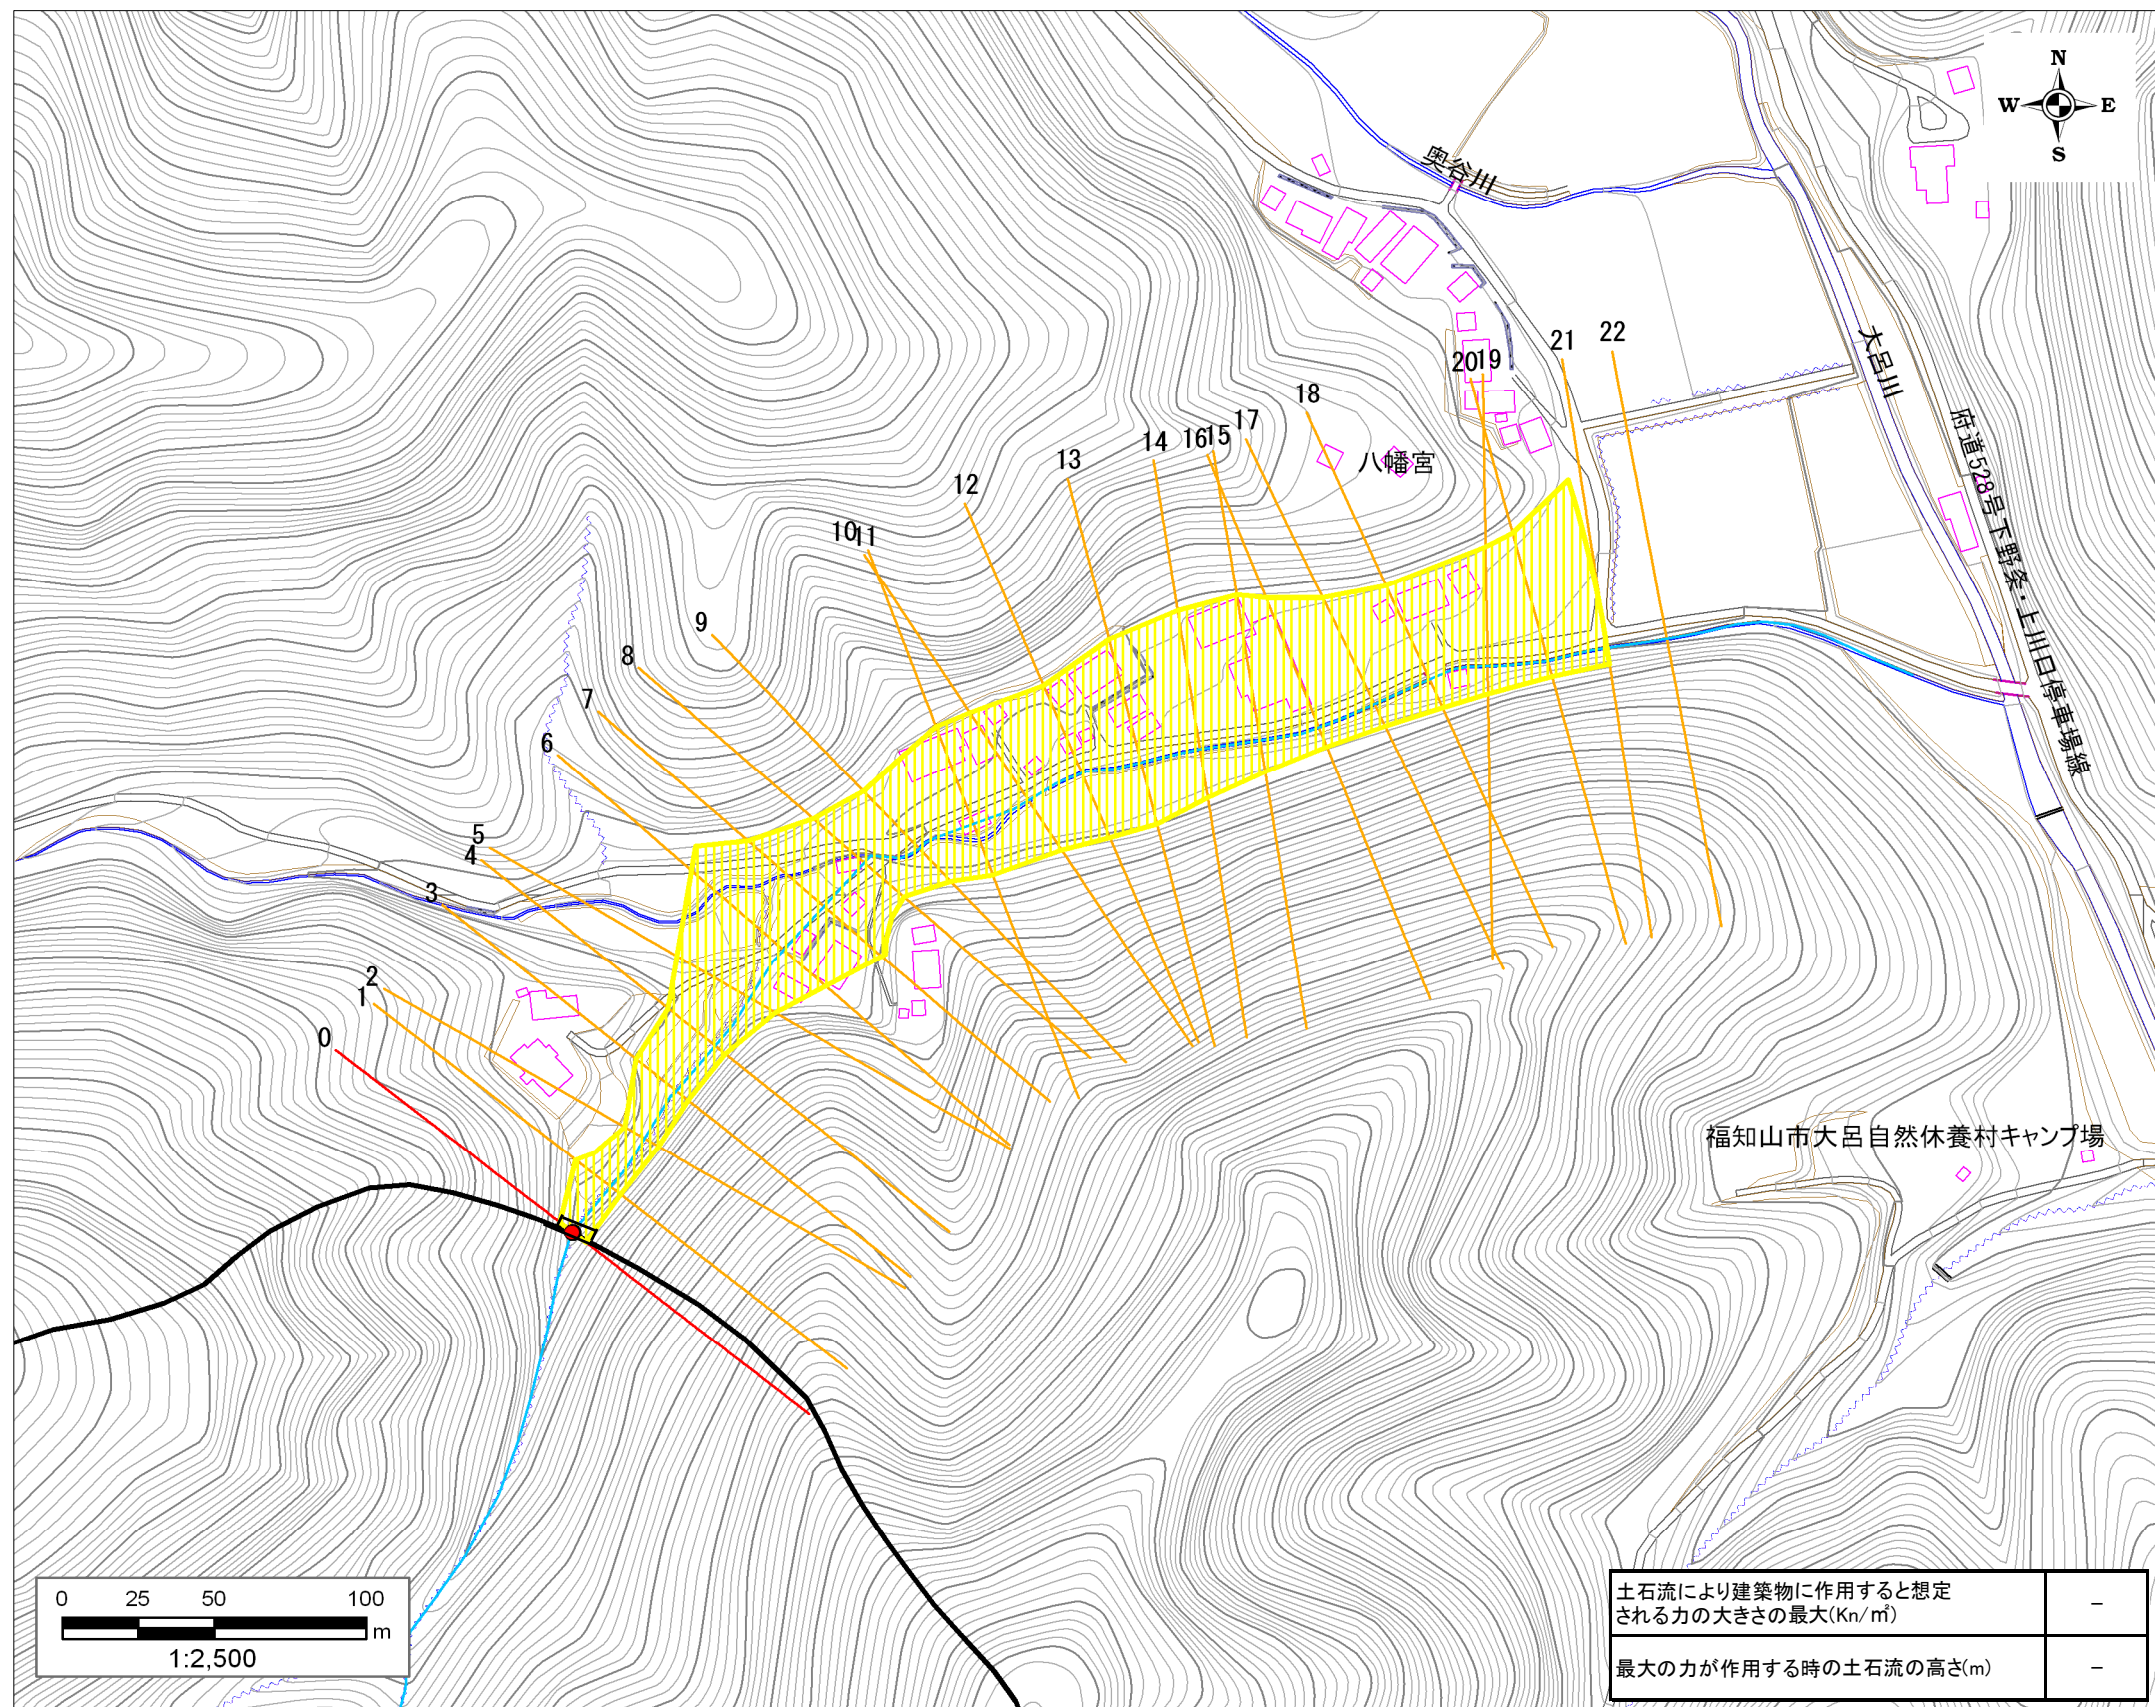 N
W E
S
奥谷川
大呂川
府道528号下野条・上川口停車場線
八幡宮
22
21
20
19
18
17
16
15
14
13
12
10
11
9
8
7
6
5
4
3
2
1
0
福知山市大呂自然休養村キャンプ場
0 25 50 100
m
1:2,500
土石流により建築物に作用すると想定
される力の大きさの最大(Kn/㎡) －
最大の力が作用する時の土石流の高さ(m) －